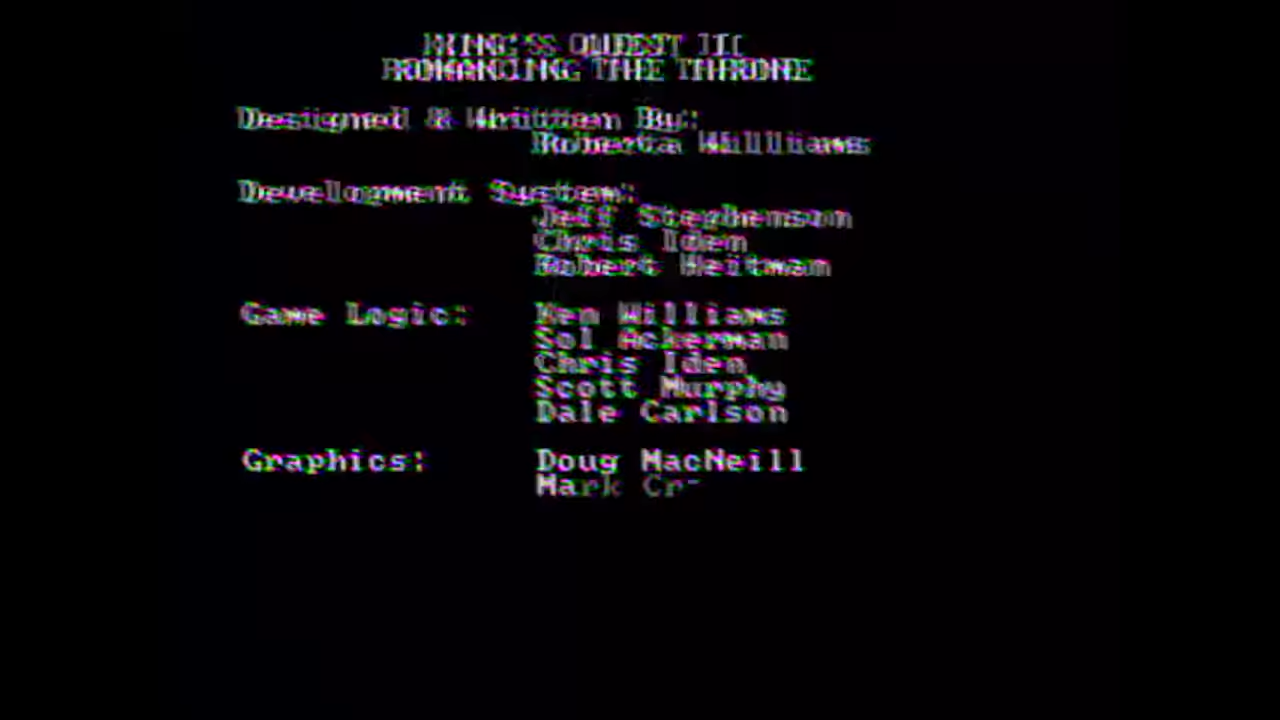 KING'S QUEST II
ROMANCING THE THRONE
Designed & Written By:
Roberta Williams
Development System:
Jeff Stephenson
Chris Iden
Robert Heitman
Game Logic:
Ken Williams
Sol Ackerman
Chris Iden
Scott Murphy
Dale Carlson
Graphics:
Doug MacNeill
Mark Cr